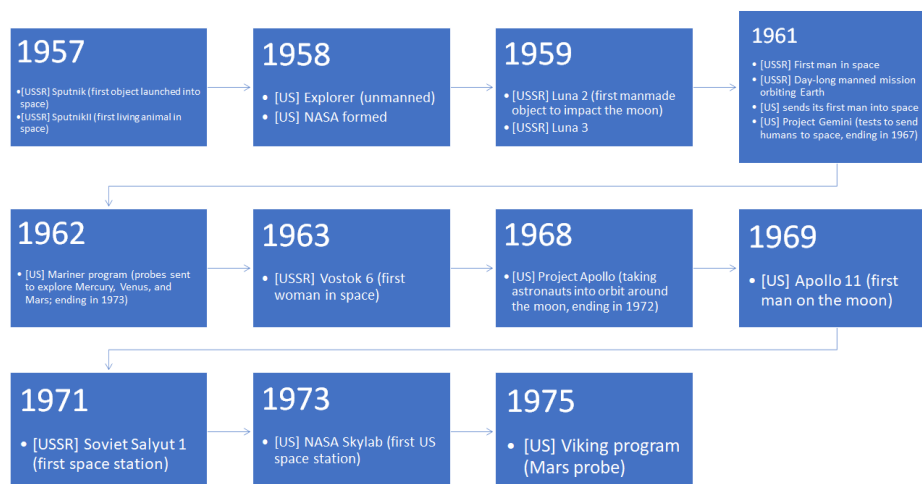 1957
•[USSR] Sputnik (first object launched into
space)
•[USSR] SputnikII (first living animal in
space)
1958
• [US] Explorer (unmanned)
• [US] NASA formed
1959
• [USSR] Luna 2 (first manmade
object to impact the moon)
• [USSR] Luna 3
1961
• [USSR] First man in space
• [USSR] Day-long manned mission
orbiting Earth
• [US] sends its first man into space
• [US] Project Gemini (tests to send
humans to space, ending in 1967)
1962
• [US] Mariner program (probes sent
to explore Mercury, Venus, and
Mars; ending in 1973)
1963
• [USSR] Vostok 6 (first
woman in space)
1968
• [US] Project Apollo (taking
astronauts into orbit around
the moon, ending in 1972)
1969
• [US] Apollo 11 (first
man on the moon)
1971
• [USSR] Soviet Salyut 1
(first space station)
1973
• [US] NASA Skylab (first US
space station)
1975
• [US] Viking program
(Mars probe)